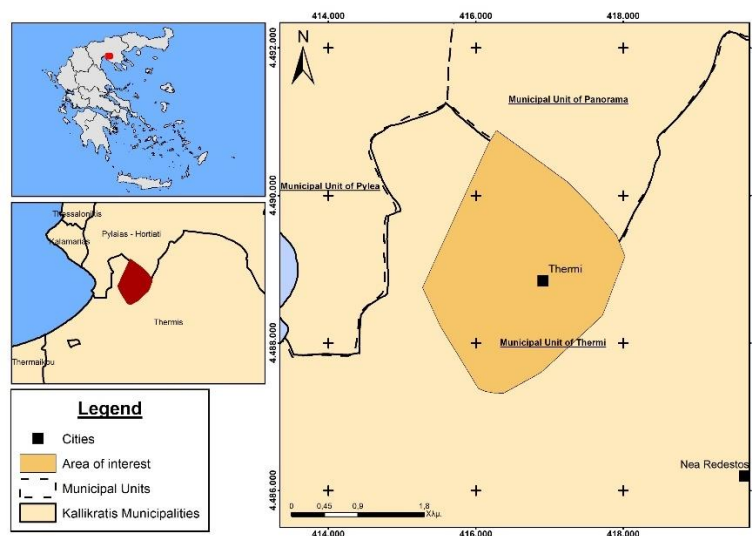 Thessalonikis
Kalamarias
Pylaias - Hortiati
Thermis
Thermaikou
Legend
Cities
Area of interest
Municipal Units
Kallikratis Municipalities
414.000 416.000 418.000
4.492.000
4.490.000
4.488.000
4.486.000
N
Municipal Unit of Panorama
Municipal Unit of Pylea
Thermi
Municipal Unit of Thermi
Nea Redestos
0 0,45 0,9 1,8
Χλμ.
414.000 416.000 418.000